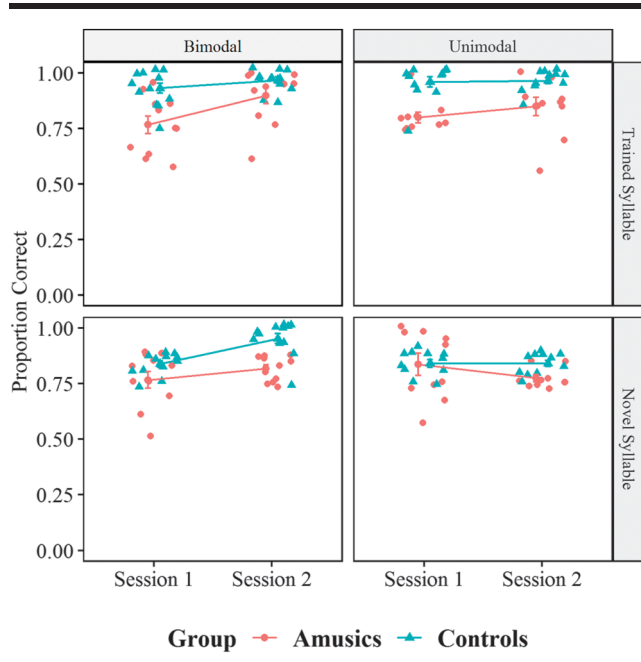 Bimodal Unimodal
1.00
0.75
0.50
0.25
0.00
Trained Syllable
1.00
0.75
0.50
0.25
0.00
Novel Syllable
Proportion Correct
Session 1 Session 2 Session 1 Session 2
Group Amusics Controls